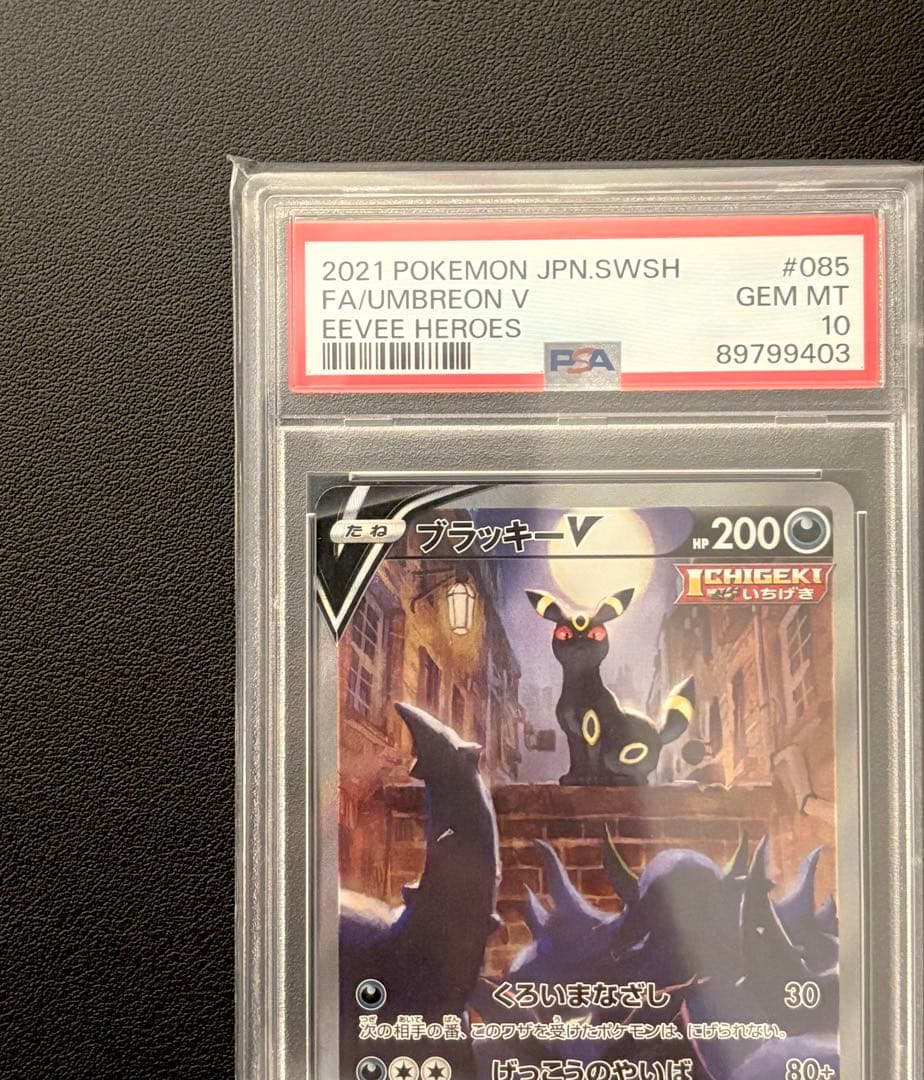 2021 POKEMON JPN.SWSH #085
FA/UMBREON V GEM MT
EEVEE HEROES 10
PSA 89799403
たね ブラッキーV HP 200
ICHIGEKI
いちげき
くろいまなざし 30
次の相手の番、このワザを受けたポケモンは、にげられない。
げっこうのやいば 80+